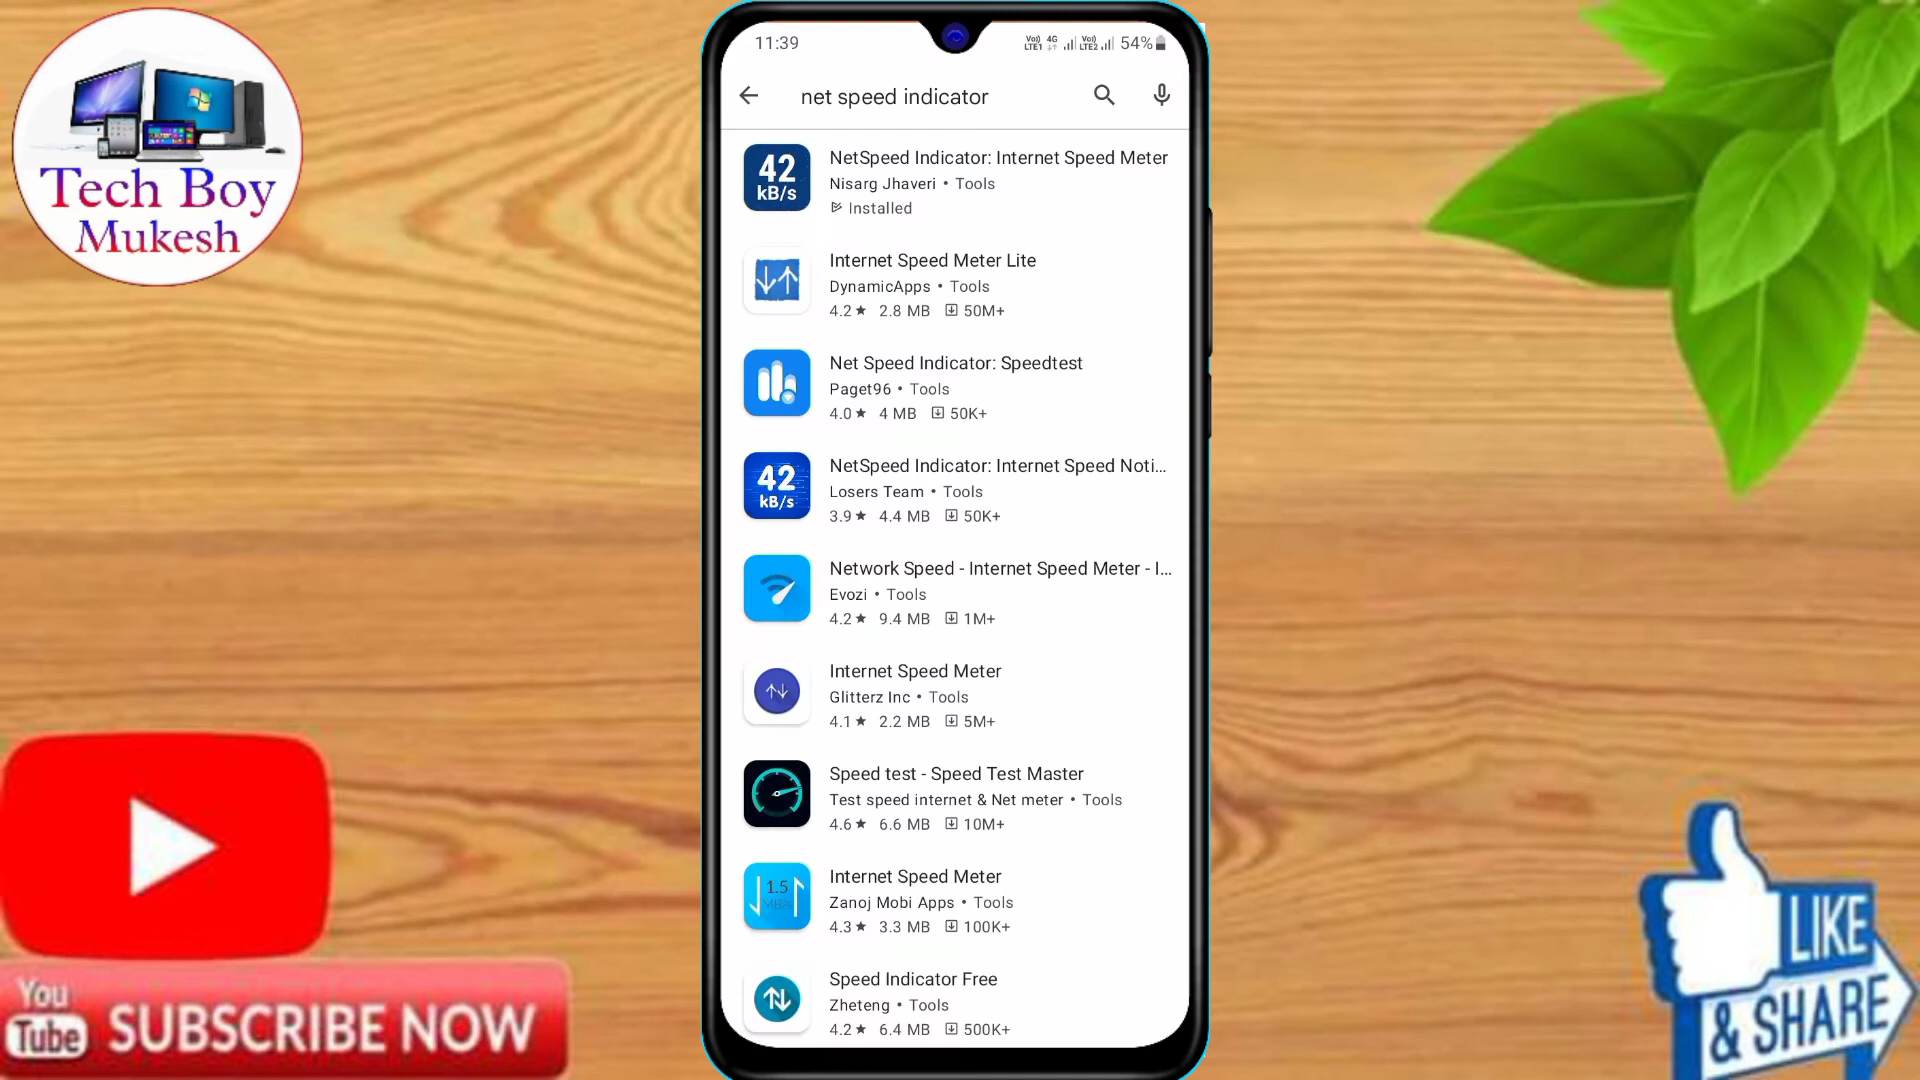 Tech Boy
Mukesh
11:39
Vo)) LTE1 4G Vo)) LTE2 54%
net speed indicator
42
kB/s
NetSpeed Indicator: Internet Speed Meter
Nisarg Jhaveri • Tools
Installed
Internet Speed Meter Lite
DynamicApps • Tools
4.2★ 2.8 MB 50M+
Net Speed Indicator: Speedtest
Paget96 • Tools
4.0★ 4 MB 50K+
42
kB/s
NetSpeed Indicator: Internet Speed Noti...
Losers Team • Tools
3.9★ 4.4 MB 50K+
Network Speed - Internet Speed Meter - I...
Evozi • Tools
4.2★ 9.4 MB 1M+
Internet Speed Meter
Glitterz Inc • Tools
4.1★ 2.2 MB 5M+
Speed test - Speed Test Master
Test speed internet & Net meter • Tools
4.6★ 6.6 MB 10M+
1.5
MB/s
Internet Speed Meter
Zanoj Mobi Apps • Tools
4.3★ 3.3 MB 100K+
Speed Indicator Free
Zheteng • Tools
4.2★ 6.4 MB 500K+
You
Tube
SUBSCRIBE NOW
LIKE
& SHARE